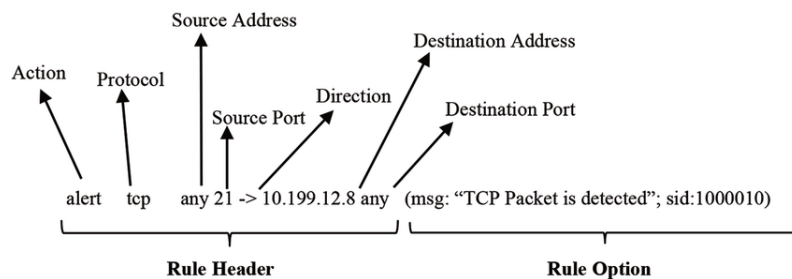 Source Address
Destination Address
Action
Protocol
Direction
Source Port
Destination Port
alert tcp any 21 -> 10.199.12.8 any (msg: “TCP Packet is detected”; sid:1000010)
Rule Header
Rule Option